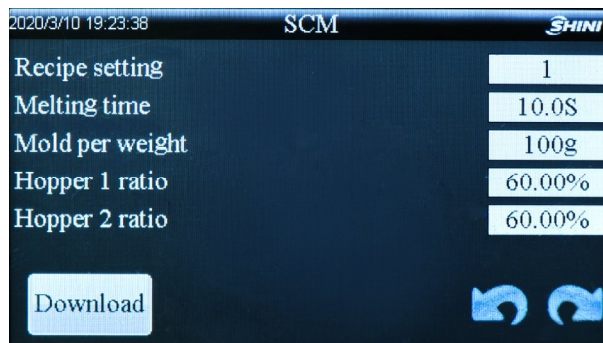 2020/3/10 19:23:38 SCM SHINI
Recipe setting 1
Melting time 10.0S
Mold per weight 100g
Hopper 1 ratio 60.00%
Hopper 2 ratio 60.00%
Download